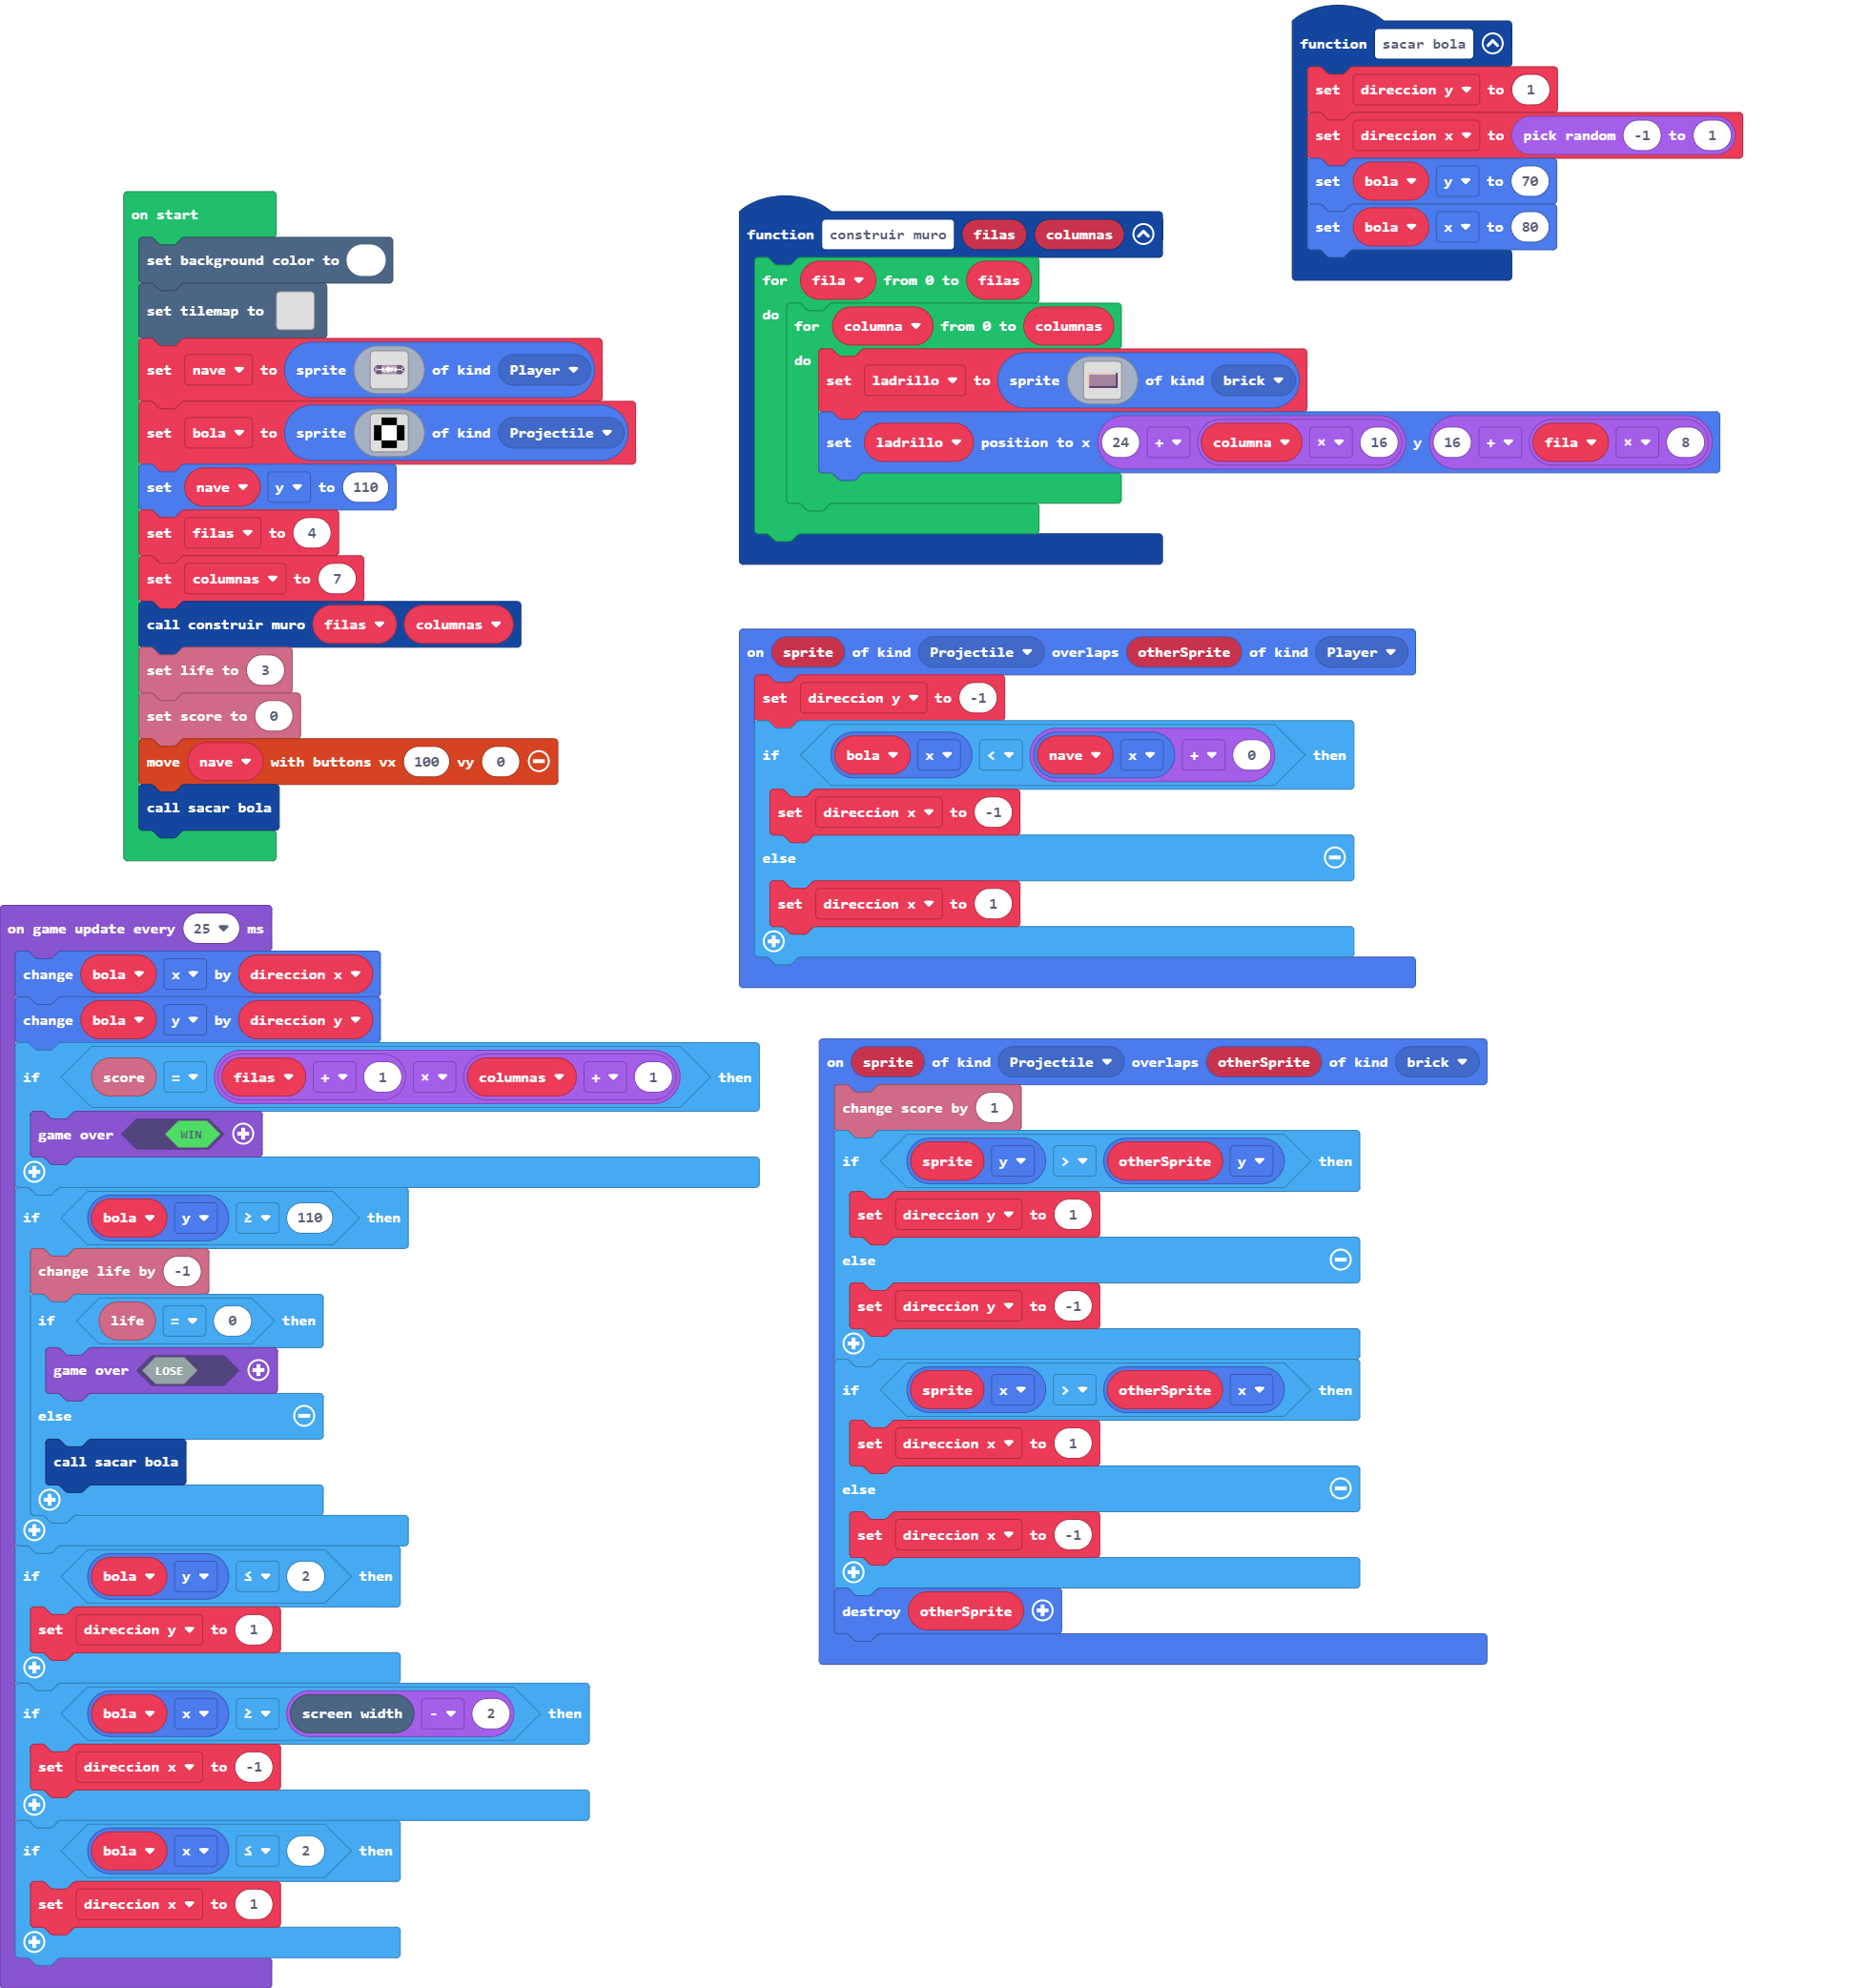 on start
set background color to
set tilemap to
set nave to sprite of kind Player
set bola to sprite of kind Projectile
set nave y to 110
set filas to 4
set columnas to 7
call construir muro filas columnas
set life to 3
set score to 0
move nave with buttons vx 100 vy 0
call sacar bola
function sacar bola
set direccion y to 1
set direccion x to pick random -1 to 1
set bola y to 70
set bola x to 80
function construir muro filas columnas
for fila from 0 to filas
do for columna from 0 to columnas
do set ladrillo to sprite of kind brick
set ladrillo position to x 24 + columna × 16 y 16 + fila × 8
on sprite of kind Projectile overlaps otherSprite of kind Player
set direccion y to -1
if bola x < nave x + 0 then
set direccion x to -1
else
set direccion x to 1
on game update every 25 ms
change bola x by direccion x
change bola y by direccion y
if score = filas + 1 × columnas + 1 then
game over WIN
if bola y ≥ 110 then
change life by -1
if life = 0 then
game over LOSE
else
call sacar bola
if bola y ≤ 2 then
set direccion y to 1
if bola x ≥ screen width - 2 then
set direccion x to -1
if bola x ≤ 2 then
set direccion x to 1
on sprite of kind Projectile overlaps otherSprite of kind brick
change score by 1
if sprite y > otherSprite y then
set direccion y to 1
else
set direccion y to -1
if sprite x > otherSprite x then
set direccion x to 1
else
set direccion x to -1
destroy otherSprite